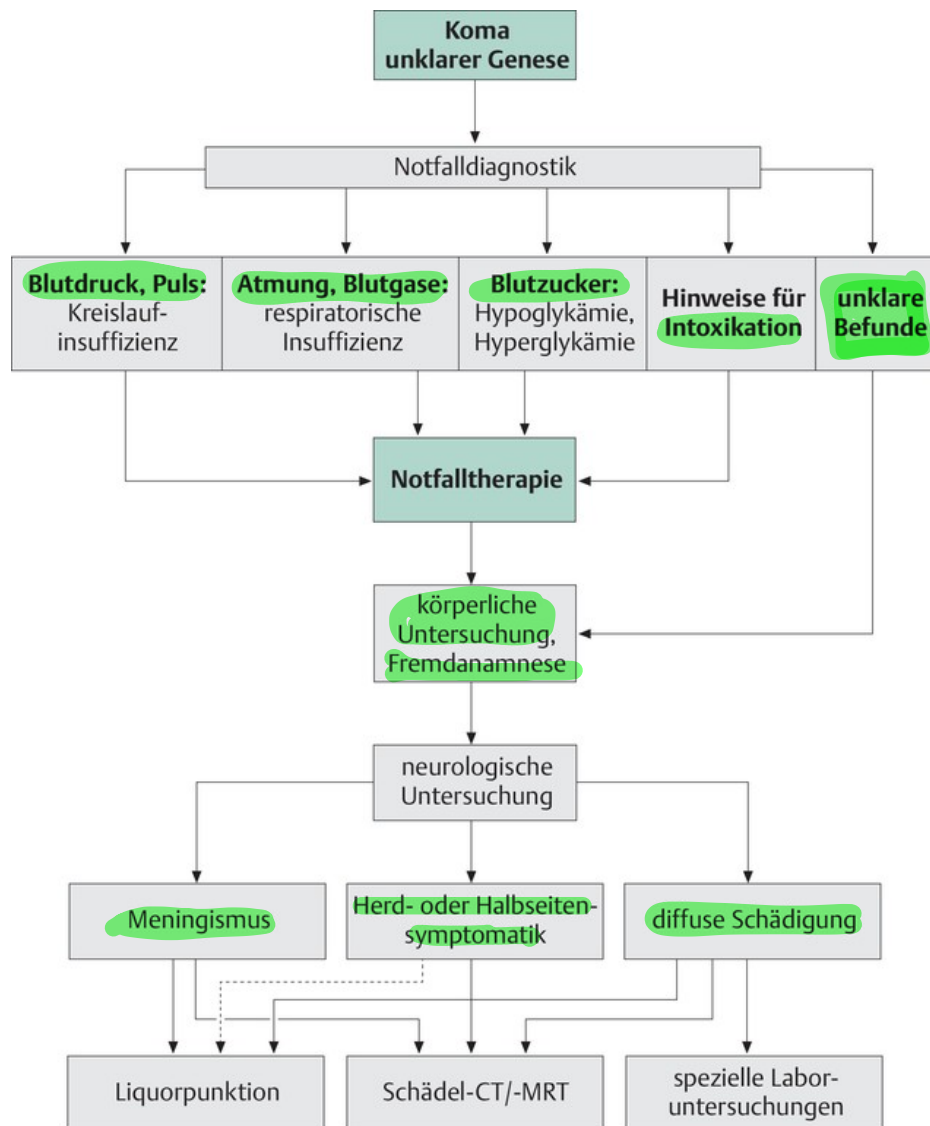 Koma
unklarer Genese
Notfalldiagnostik
Blutdruck, Puls:
Kreislauf-
insuffizienz
Atmung, Blutgase:
respiratorische
Insuffizienz
Blutzucker:
Hypoglykämie,
Hyperglykämie
Hinweise für
Intoxikation
unklare
Befunde
Notfalltherapie
körperliche
Untersuchung,
Fremdanamnese
neurologische
Untersuchung
Meningismus
Herd- oder Halbseiten-
symptomatik
diffuse Schädigung
Liquorpunktion
Schädel-CT/-MRT
spezielle Labor-
untersuchungen